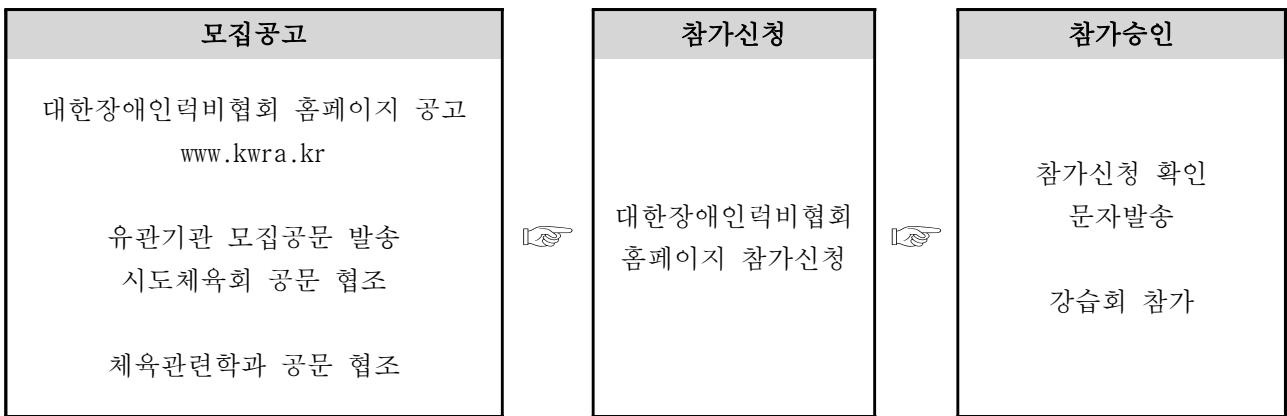 모집공고
대한장애인럭비협회 홈페이지 공고
www.kwra.kr
유관기관 모집공문 발송
시도체육회 공문 협조
체육관련학과 공문 협조
☞
참가신청
대한장애인럭비협회
홈페이지 참가신청
☞
참가승인
참가신청 확인
문자발송
강습회 참가